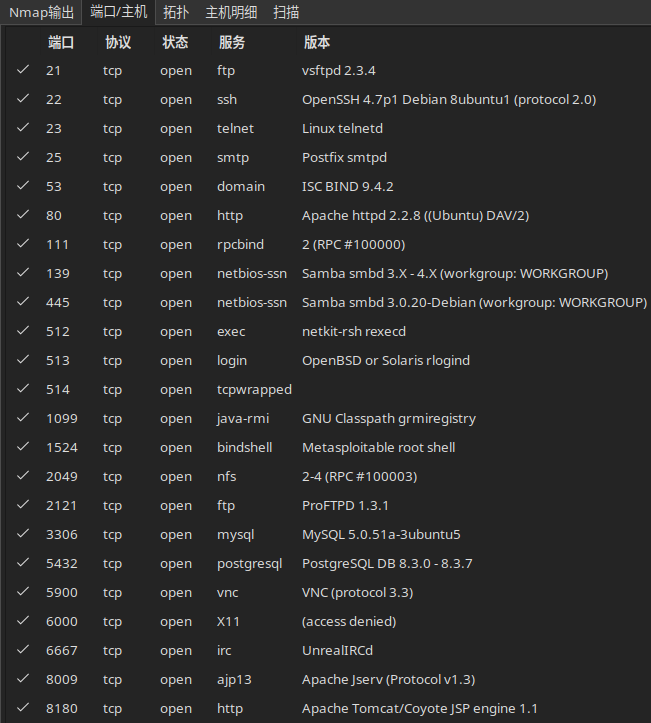 Nmap输出 端口/主机 拓扑 主机明细 扫描
端口 协议 状态 服务 版本
21 tcp open ftp vsftpd 2.3.4
22 tcp open ssh OpenSSH 4.7p1 Debian 8ubuntu1 (protocol 2.0)
23 tcp open telnet Linux telnetd
25 tcp open smtp Postfix smtpd
53 tcp open domain ISC BIND 9.4.2
80 tcp open http Apache httpd 2.2.8 ((Ubuntu) DAV/2)
111 tcp open rpcbind 2 (RPC #100000)
139 tcp open netbios-ssn Samba smbd 3.X - 4.X (workgroup: WORKGROUP)
445 tcp open netbios-ssn Samba smbd 3.0.20-Debian (workgroup: WORKGROUP)
512 tcp open exec netkit-rsh rexecd
513 tcp open login OpenBSD or Solaris rlogind
514 tcp open tcpwrapped
1099 tcp open java-rmi GNU Classpath grmiregistry
1524 tcp open bindshell Metasploitable root shell
2049 tcp open nfs 2-4 (RPC #100003)
2121 tcp open ftp ProFTPD 1.3.1
3306 tcp open mysql MySQL 5.0.51a-3ubuntu5
5432 tcp open postgresql PostgreSQL DB 8.3.0 - 8.3.7
5900 tcp open vnc VNC (protocol 3.3)
6000 tcp open X11 (access denied)
6667 tcp open irc UnrealIRCd
8009 tcp open ajp13 Apache Jserv (Protocol v1.3)
8180 tcp open http Apache Tomcat/Coyote JSP engine 1.1